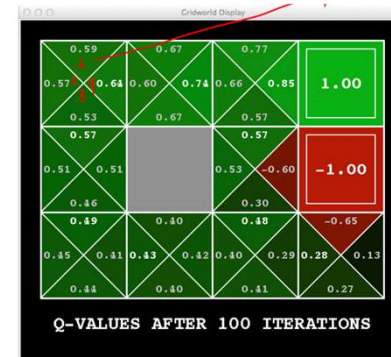 Gridworld Display
0.59 0.67 0.77
0.57 0.64 0.60 0.74 0.66 0.85 1.00
0.53 0.67 0.57
0.57 0.57
0.51 0.51 0.53 -0.60 -1.00
0.46 0.30
0.49 0.40 0.48 -0.65
0.45 0.41 0.43 0.42 0.40 0.29 0.28 0.13
0.44 0.40 0.41 0.27
Q-VALUES AFTER 100 ITERATIONS